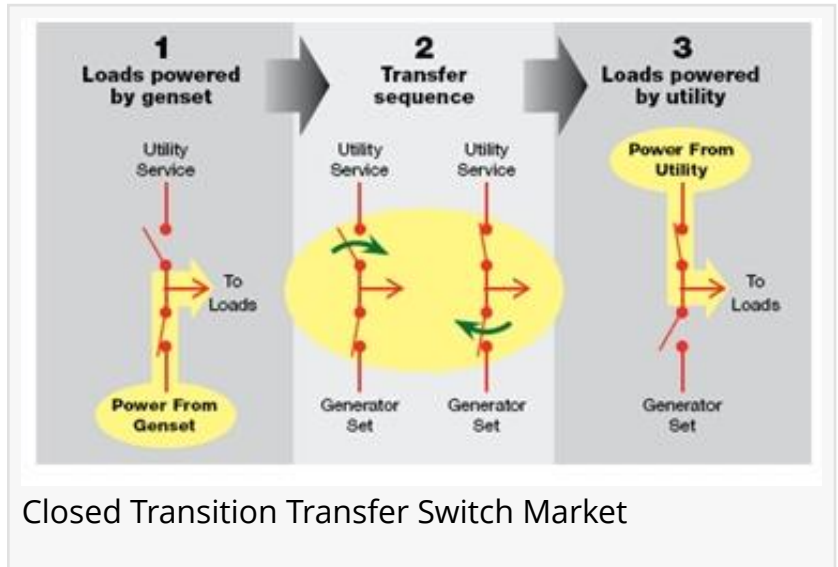 1
Loads powered
by genset
2
Transfer
sequence
3
Loads powered
by utility
Utility
Service
To
Loads
Power From
Genset
Utility
Service
Utility
Service
Generator
Set
Generator
Set
Power From
Utility
To
Loads
Generator
Set
Closed Transition Transfer Switch Market